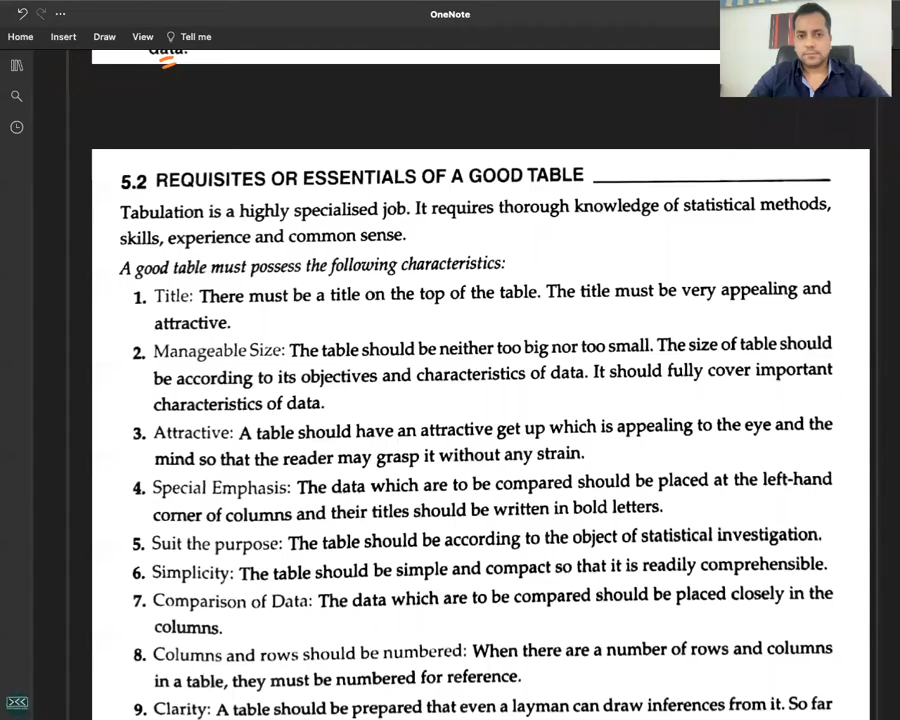 OneNote
Home Insert Draw View Tell me
data.
5.2 REQUISITES OR ESSENTIALS OF A GOOD TABLE
Tabulation is a highly specialised job. It requires thorough knowledge of statistical methods,
skills, experience and common sense.
A good table must possess the following characteristics:
1. Title: There must be a title on the top of the table. The title must be very appealing and
attractive.
2. Manageable Size: The table should be neither too big nor too small. The size of table should
be according to its objectives and characteristics of data. It should fully cover important
characteristics of data.
3. Attractive: A table should have an attractive get up which is appealing to the eye and the
mind so that the reader may grasp it without any strain.
4. Special Emphasis: The data which are to be compared should be placed at the left-hand
corner of columns and their titles should be written in bold letters.
5. Suit the purpose: The table should be according to the object of statistical investigation.
6. Simplicity: The table should be simple and compact so that it is readily comprehensible.
7. Comparison of Data: The data which are to be compared should be placed closely in the
columns.
8. Columns and rows should be numbered: When there are a number of rows and columns
in a table, they must be numbered for reference.
9. Clarity: A table should be prepared that even a layman can draw inferences from it. So far